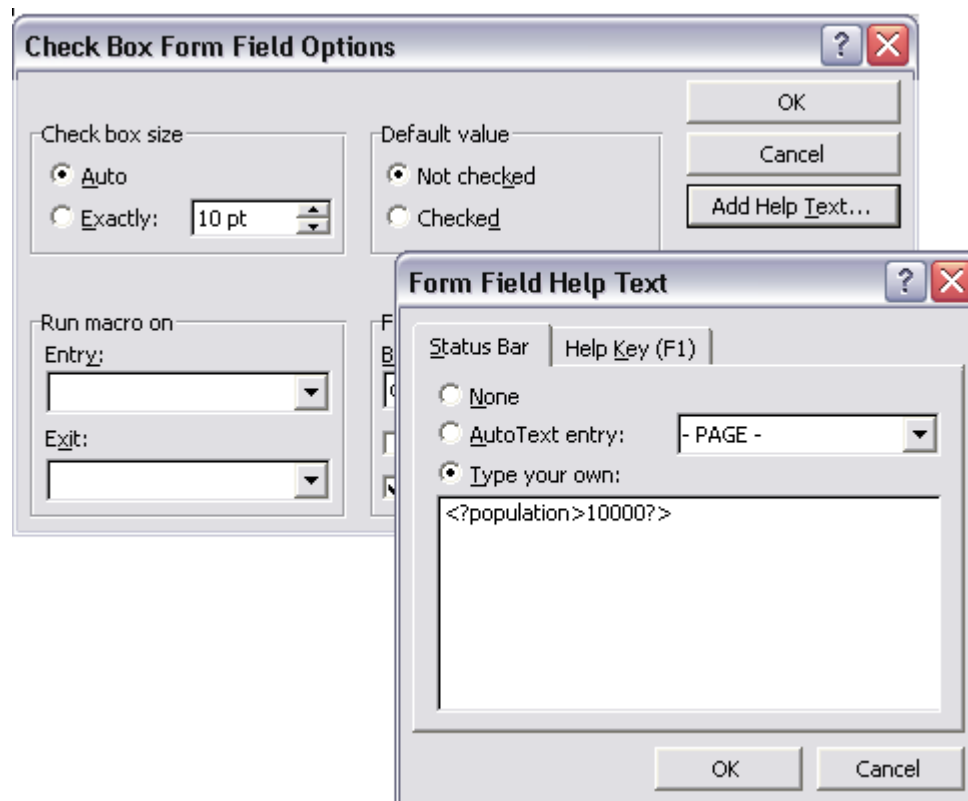 Check Box Form Field Options
OK
Check box size
Default value
Cancel
Auto
Not checked
Exactly: 10 pt
Checked
Add Help Text...
Form Field Help Text
Run macro on
Status Bar
Help Key (F1)
Entry:
None
AutoText entry: - PAGE -
Exit:
Type your own:
<?population>10000?>
OK
Cancel